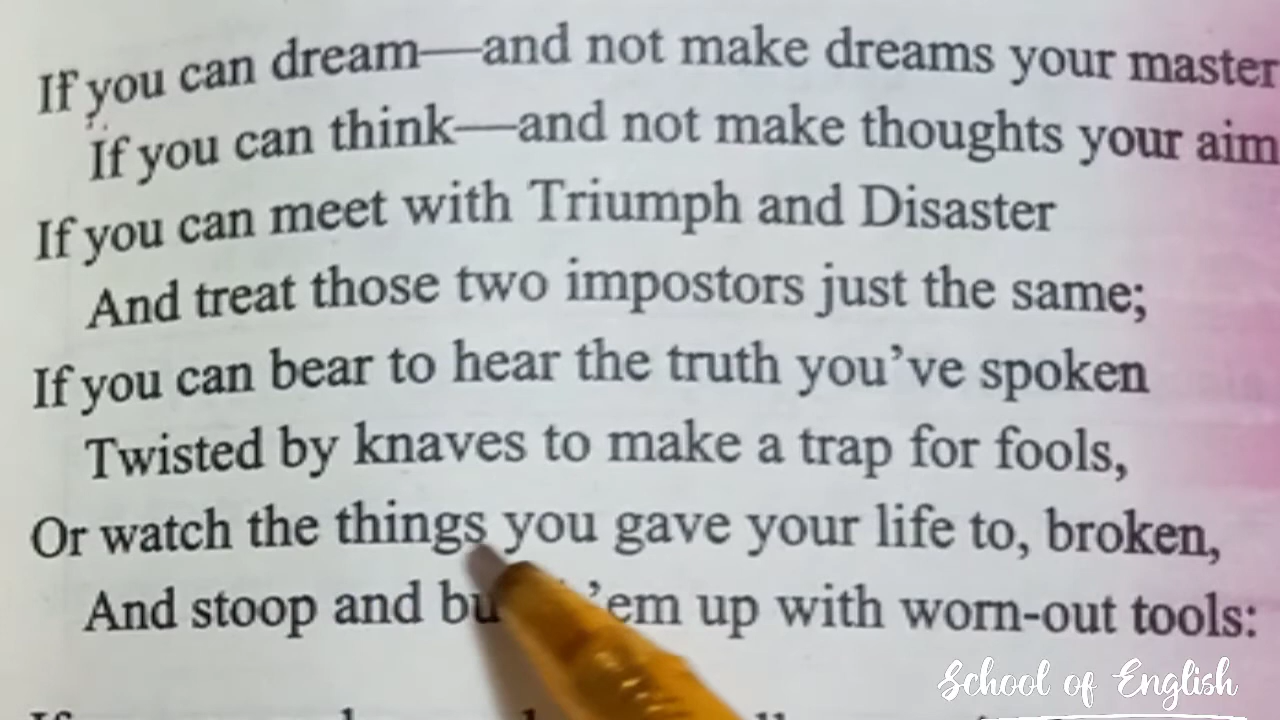 If you can dream—and not make dreams your master
If you can think—and not make thoughts your aim
If you can meet with Triumph and Disaster
And treat those two impostors just the same;
If you can bear to hear the truth you’ve spoken
Twisted by knaves to make a trap for fools,
Or watch the things you gave your life to, broken,
And stoop and ’em up with worn-out tools:
School of English